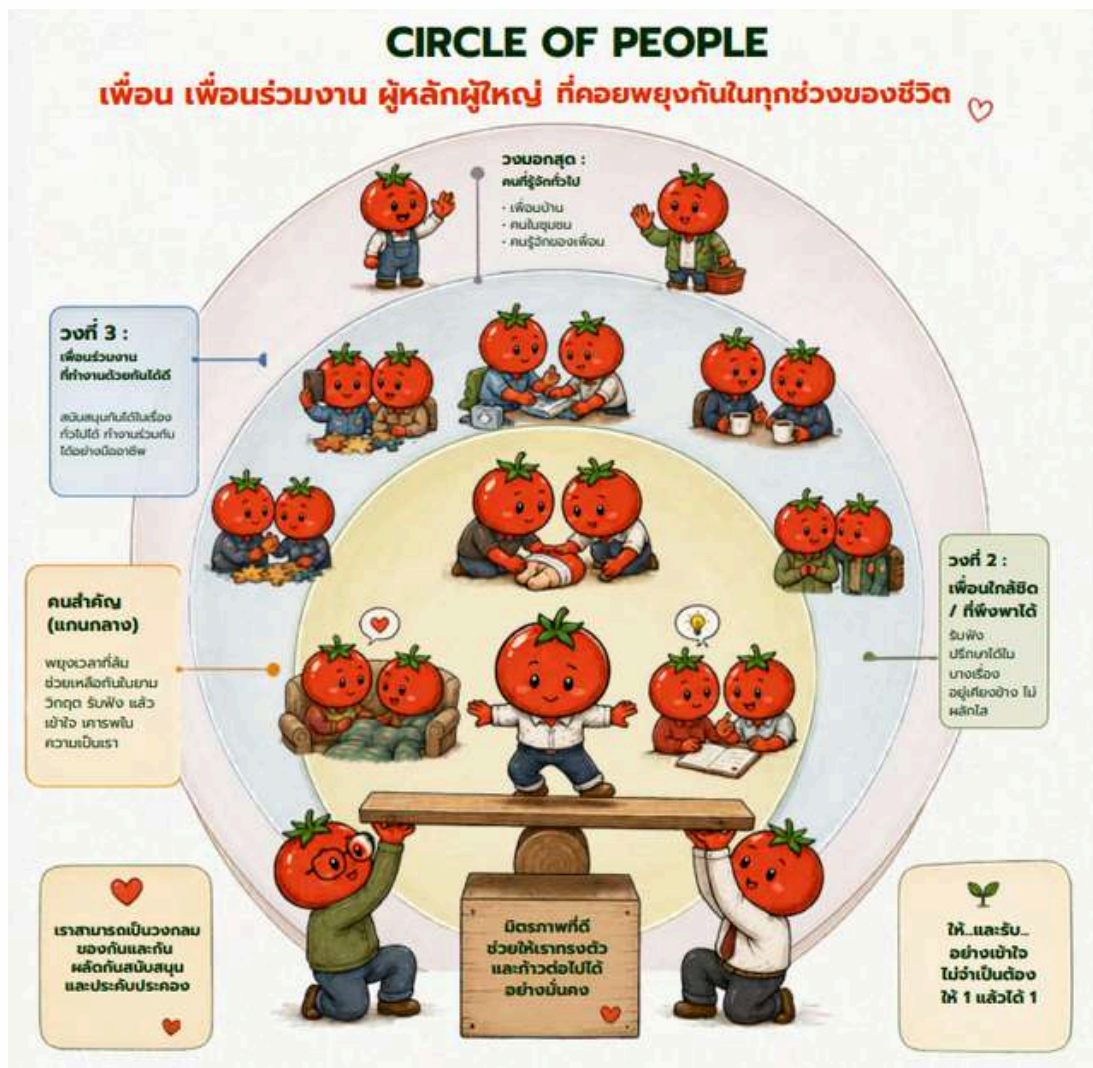 CIRCLE OF PEOPLE
เพื่อน เพื่อนร่วมงาน ผู้หลักผู้ใหญ่ ที่คอยพยุงกันในทุกช่วงของชีวิต
วงนอกสุด :
คนที่รู้จักทั่วไป
• เพื่อนบ้าน
• คนในชุมชน
• คนรู้จักของเพื่อน
วงที่ 3 :
เพื่อนร่วมงาน
ที่ทำงานด้วยกันได้ดี
สนับสนุนกันได้ในเรื่อง
ทั่วไปได้ ทำงานร่วมกัน
ได้อย่างมืออาชีพ
วงที่ 2 :
เพื่อนใกล้ชิด
/ ที่พึ่งพาได้
รับฟัง
ปรึกษาได้ใน
บางเรื่อง
อยู่เคียงข้าง ไม่
ผลักไส
คนสำคัญ
(แกนกลาง)
พยุงเวลาที่ล้ม
ช่วยเหลือกันในยาม
วิกฤต รับฟัง แล้ว
เข้าใจ เคารพใน
ความเป็นเรา
เราสามารถเป็นวงกลม
ของกันและกัน
ผลัดกันสนับสนุน
และประคับประคอง
มิตรภาพที่ดี
ช่วยให้เราทรงตัว
และก้าวต่อไปได้
อย่างมั่นคง
ให้...และรับ...
อย่างเข้าใจ
ไม่จำเป็นต้อง
ให้ 1 แล้วได้ 1